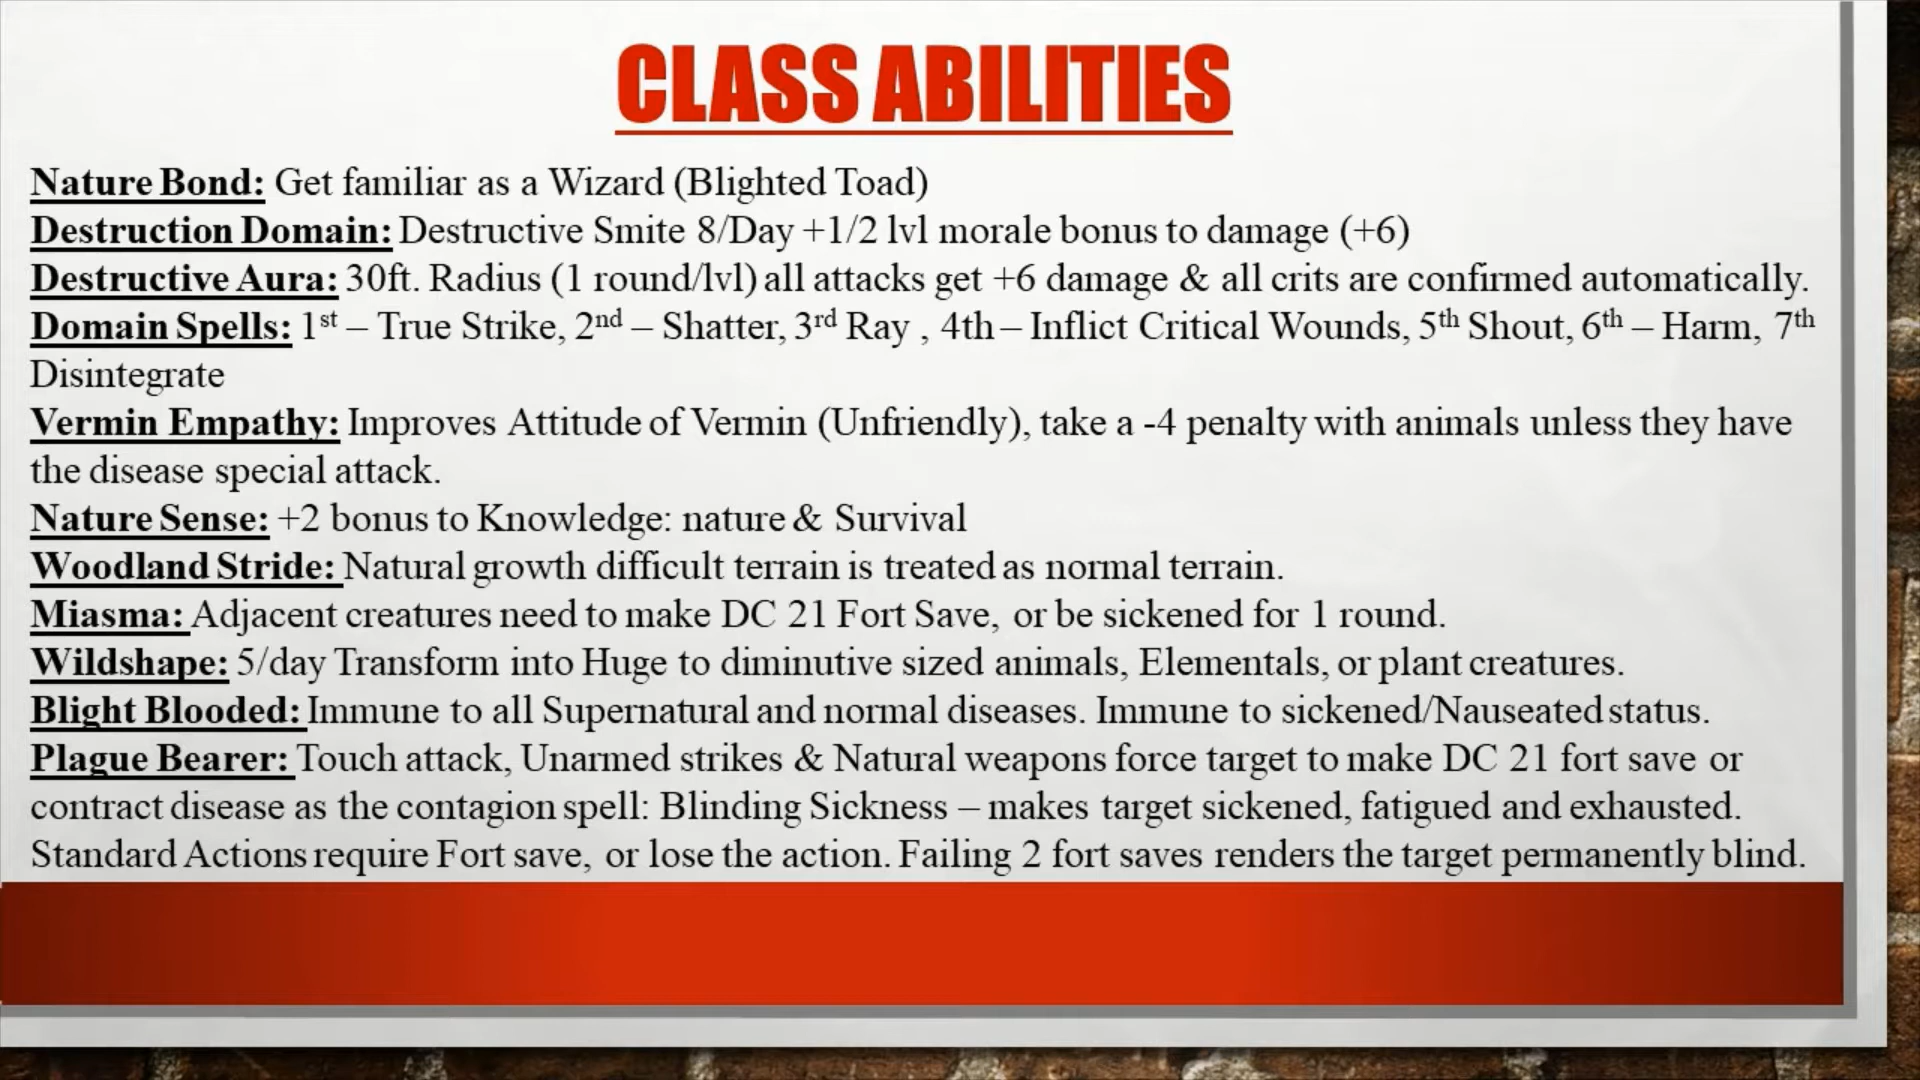 CLASS ABILITIES
Nature Bond: Get familiar as a Wizard (Blighted Toad)
Destruction Domain: Destructive Smite 8/Day +1/2 lvl morale bonus to damage (+6)
Destructive Aura: 30ft. Radius (1 round/lvl) all attacks get +6 damage & all crits are confirmed automatically.
Domain Spells: 1st – True Strike, 2nd – Shatter, 3rd Ray , 4th – Inflict Critical Wounds, 5th Shout, 6th – Harm, 7th
Disintegrate
Vermin Empathy: Improves Attitude of Vermin (Unfriendly), take a -4 penalty with animals unless they have
the disease special attack.
Nature Sense: +2 bonus to Knowledge: nature & Survival
Woodland Stride: Natural growth difficult terrain is treated as normal terrain.
Miasma: Adjacent creatures need to make DC 21 Fort Save, or be sickened for 1 round.
Wildshape: 5/day Transform into Huge to diminutive sized animals, Elementals, or plant creatures.
Blight Blooded: Immune to all Supernatural and normal diseases. Immune to sickened/Nauseated status.
Plague Bearer: Touch attack, Unarmed strikes & Natural weapons force target to make DC 21 fort save or
contract disease as the contagion spell: Blinding Sickness – makes target sickened, fatigued and exhausted.
Standard Actions require Fort save, or lose the action. Failing 2 fort saves renders the target permanently blind.